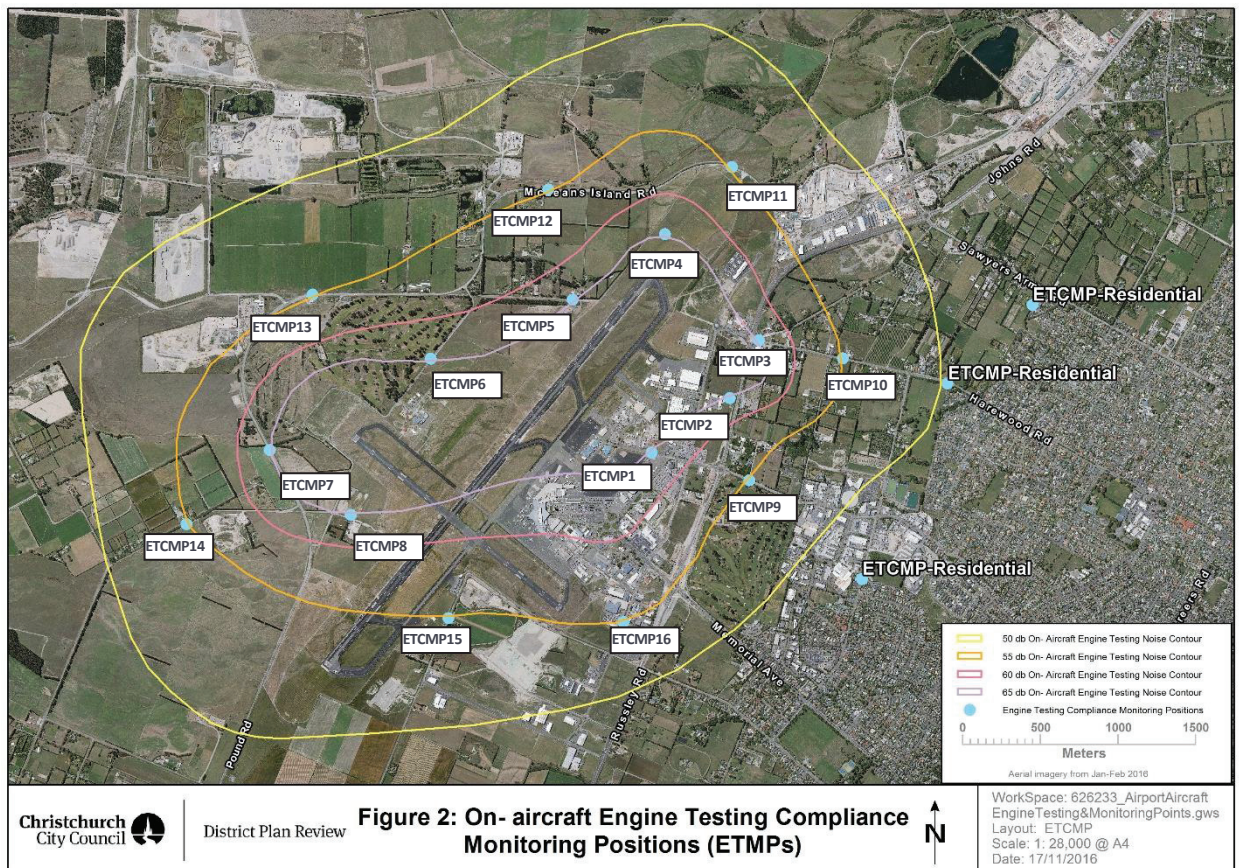 McLeans Island Rd
ETCMP11
ETCMP12
Johns Rd
ETCMP4
ETCMP-Residential
ETCMP5
ETCMP13
ETCMP3
ETCMP6
ETCMP10
ETCMP-Residential
Harewood Rd
ETCMP2
ETCMP1
ETCMP7
ETCMP9
ETCMP14
ETCMP8
ETCMP-Residential
ETCMP15
ETCMP16
Memorial Ave
Russley Rd
Pound Rd
50 db On- Aircraft Engine Testing Noise Contour
55 db On- Aircraft Engine Testing Noise Contour
60 db On- Aircraft Engine Testing Noise Contour
65 db On- Aircraft Engine Testing Noise Contour
Engine Testing Compliance Monitoring Positions
0 500 1000 1500
Meters
Aerial imagery from Jan-Feb 2016
Christchurch
City Council
District Plan Review
Figure 2: On- aircraft Engine Testing Compliance
Monitoring Positions (ETMPs)
N
WorkSpace: 626233_AirportAircraft
EngineTesting&MonitoringPoints.gws
Layout: ETCMP
Scale: 1: 28,000 @ A4
Date: 17/11/2016